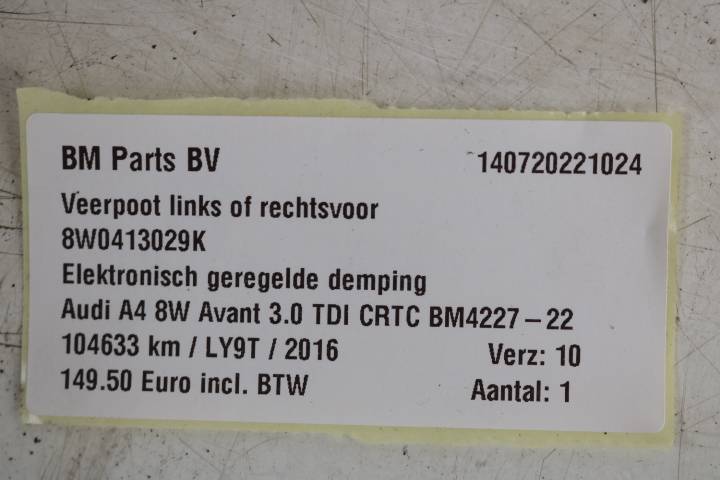 BM Parts BV 140720221024
Veerpoot links of rechtsvoor
8W0413029K
Elektronisch geregelde demping
Audi A4 8W Avant 3.0 TDI CRTC BM4227-22
104633 km / LY9T / 2016 Verz: 10
149.50 Euro incl. BTW Aantal: 1